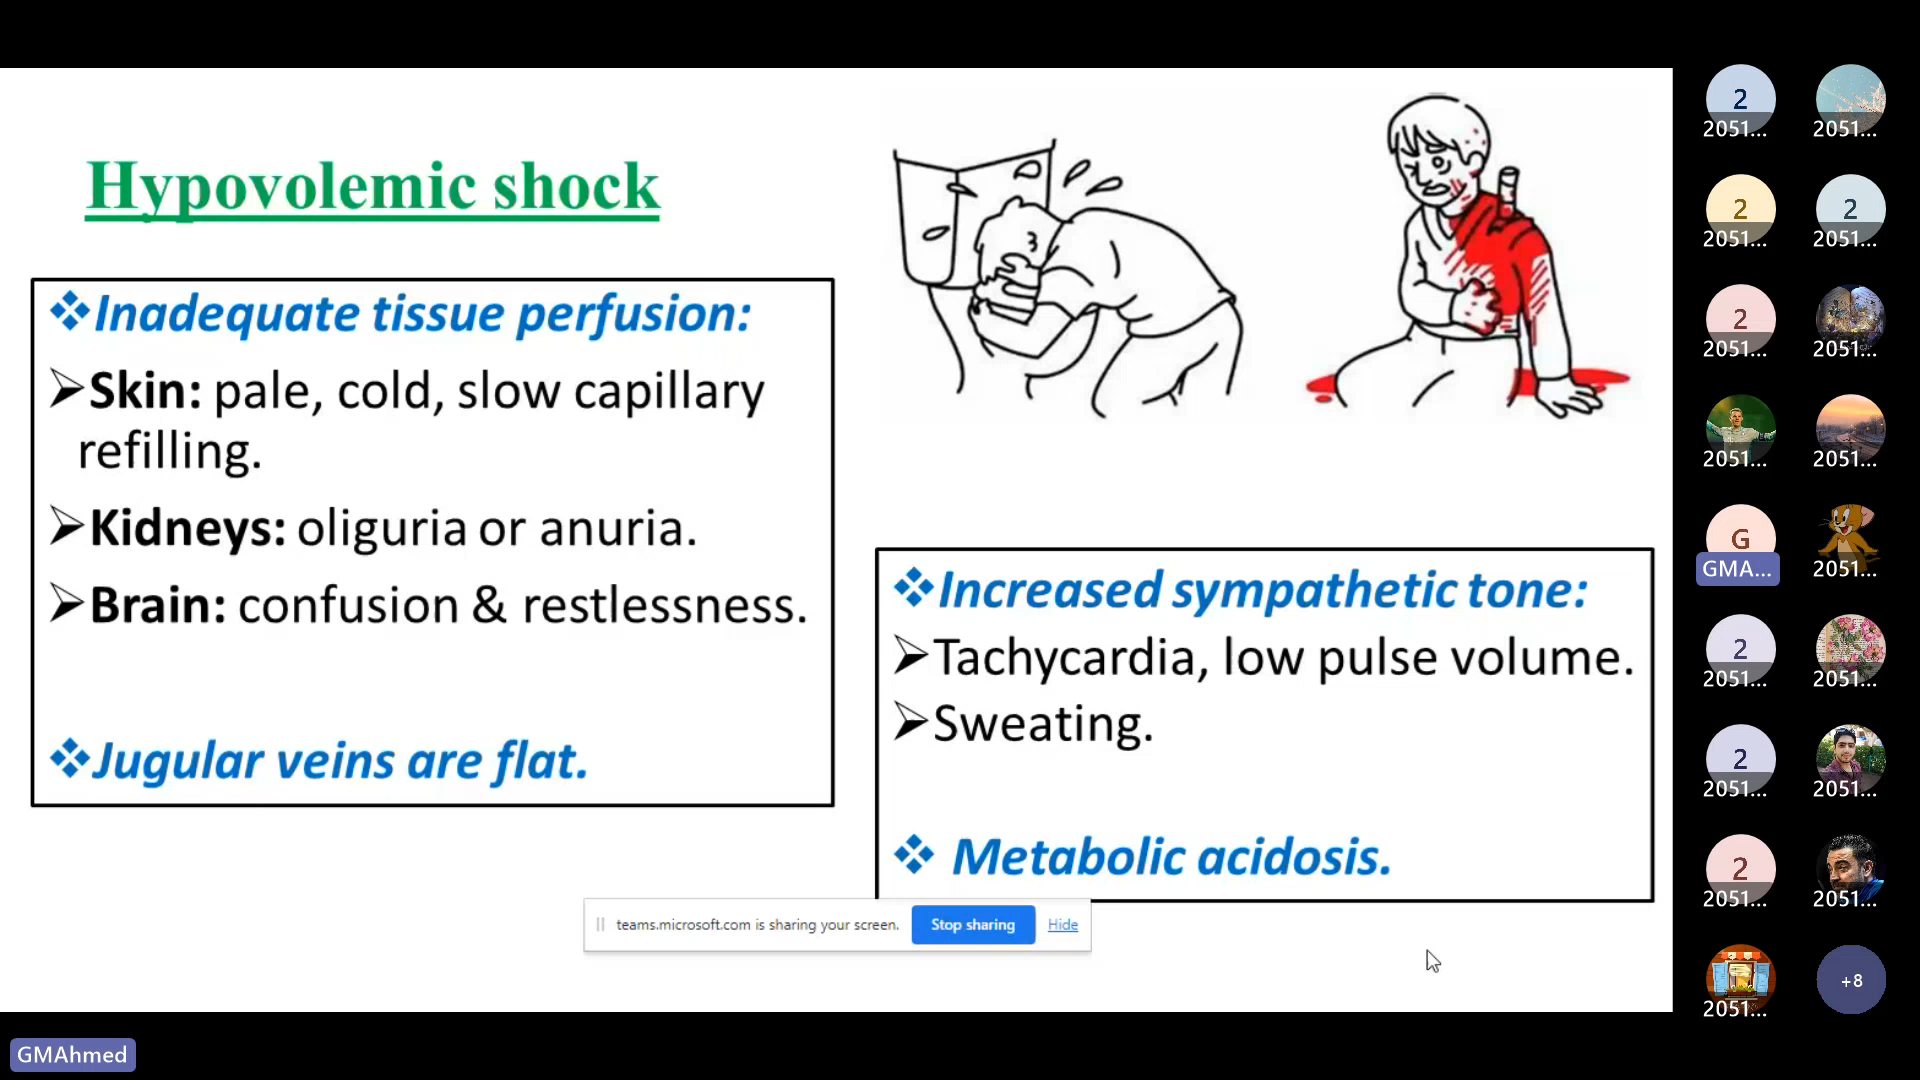 Hypovolemic shock
❖Inadequate tissue perfusion:
➢Skin: pale, cold, slow capillary
refilling.
➢Kidneys: oliguria or anuria.
➢Brain: confusion & restlessness.
❖Jugular veins are flat.
❖Increased sympathetic tone:
➢Tachycardia, low pulse volume.
➢Sweating.
❖ Metabolic acidosis.
teams.microsoft.com is sharing your screen. Stop sharing Hide
2
2051...
2051...
2
2051...
2
2051...
2
2051...
2051...
2051...
2051...
G
GMA...
2051...
2
2051...
2051...
2
2051...
2051...
2
2051...
2051...
2051...
+8
GMAhmed